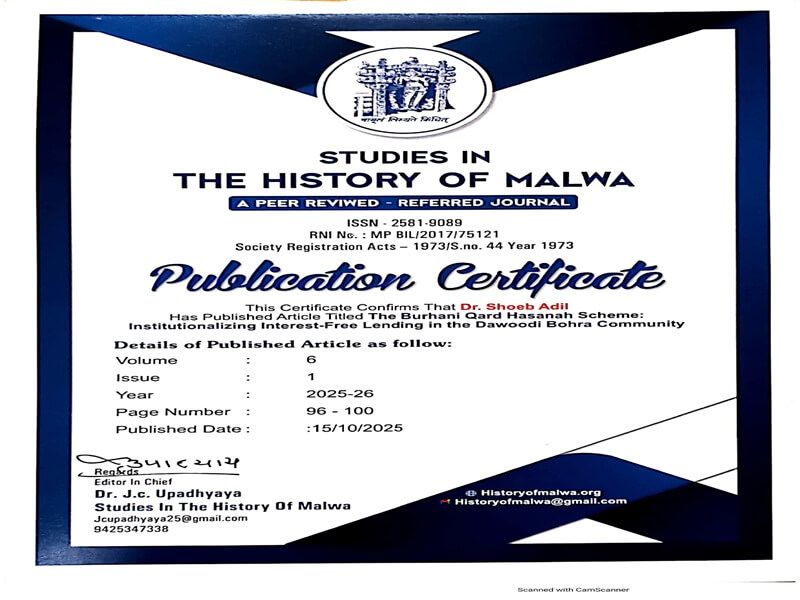 नामूलं लिख्यते किंचित्
STUDIES IN
THE HISTORY OF MALWA
A PEER REVIWED - REFERRED JOURNAL
ISSN - 2581-9089
RNI No. : MP BIL/2017/75121
Society Registration Acts – 1973/S.no. 44 Year 1973
Publication Certificate
This Certificate Confirms That Dr. Shoeb Adil
Has Published Article Titled The Burhani Qard Hasanah Scheme:
Institutionalizing Interest-Free Lending in the Dawoodi Bohra Community
Details of Published Article as follow:
Volume : 6
Issue : 1
Year : 2025-26
Page Number : 96 - 100
Published Date : :15/10/2025
Regards
Editor In Chief
Dr. J.c. Upadhyaya
Studies In The History Of Malwa
Jcupadhyaya25@gmail.com
9425347338
Historyofmalwa.org
Historyofmalwa@gmail.com
Scanned with CamScanner